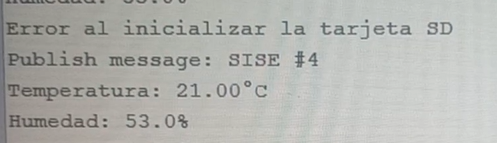 Error al inicializar la tarjeta SD
Publish message: SISE #4
Temperatura: 21.00°C
Humedad: 53.0%